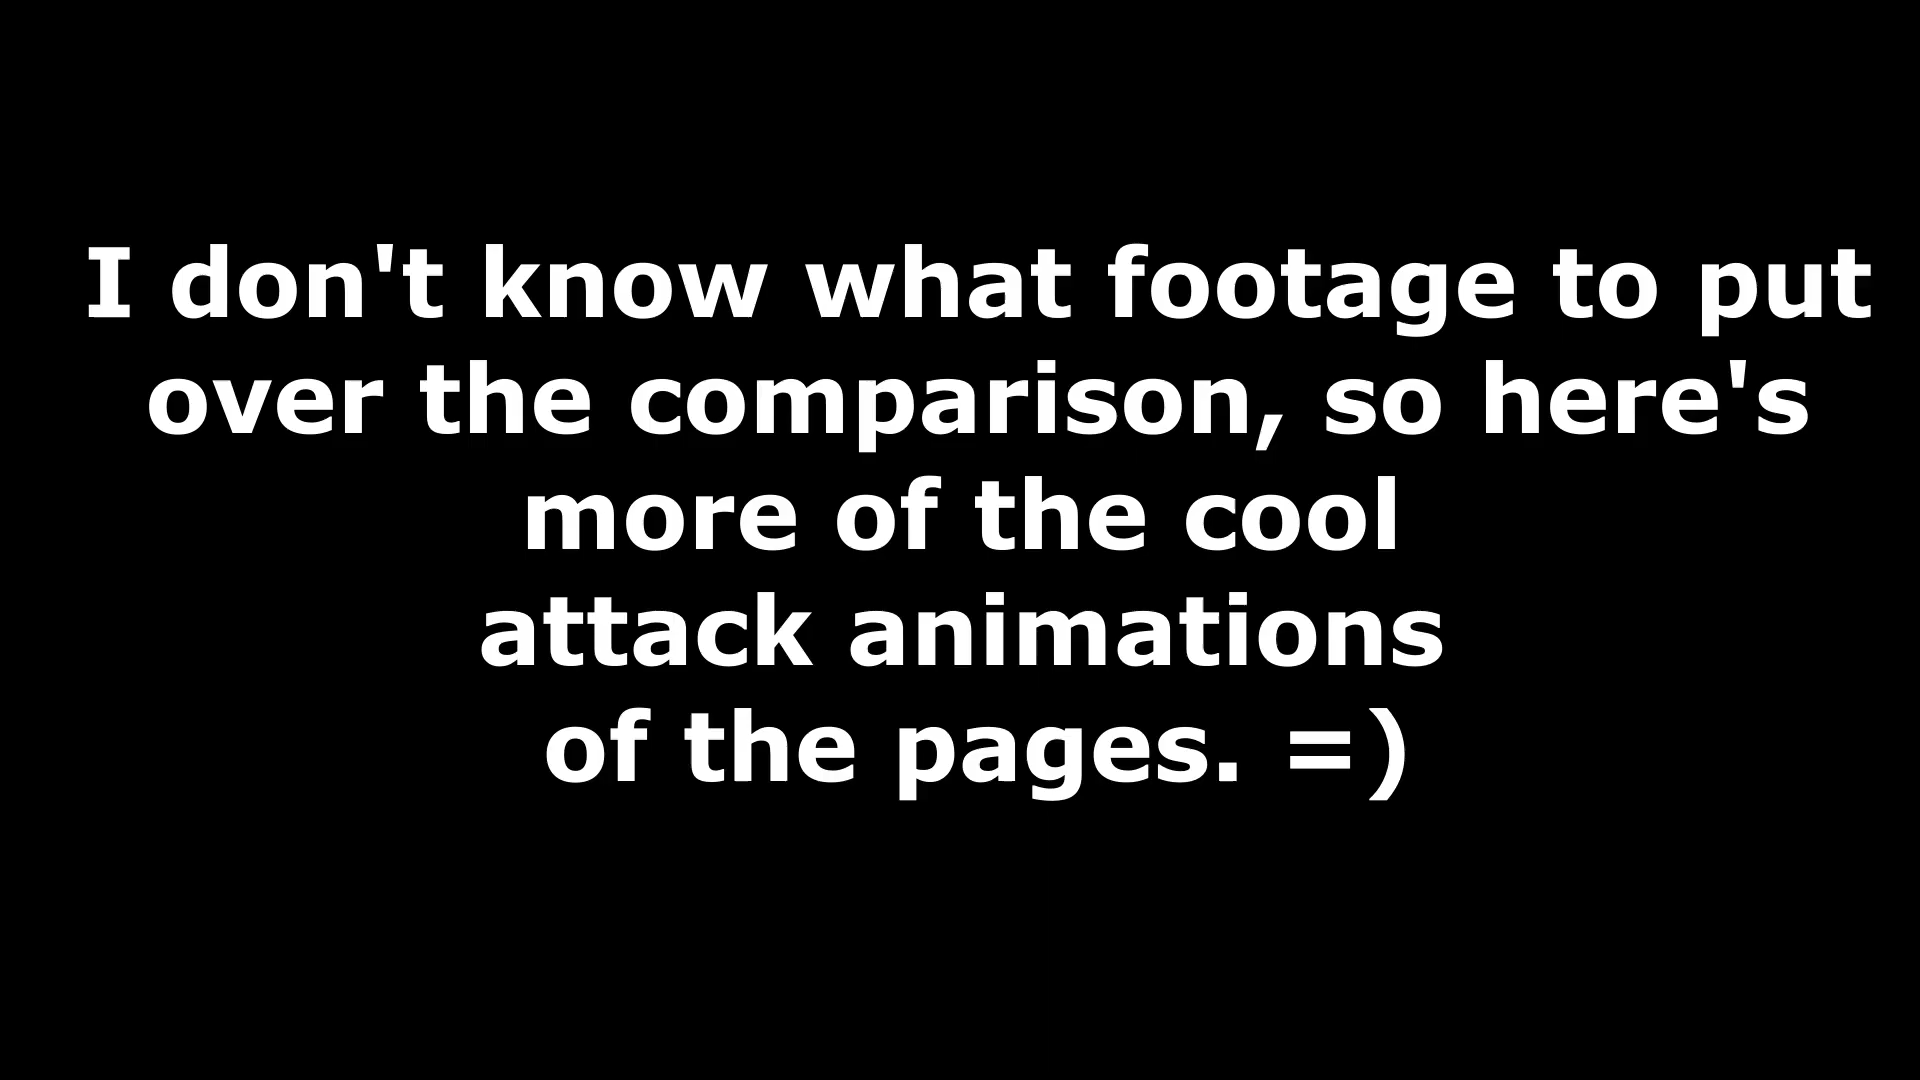 I don't know what footage to put
over the comparison, so here's
more of the cool
attack animations
of the pages. =)